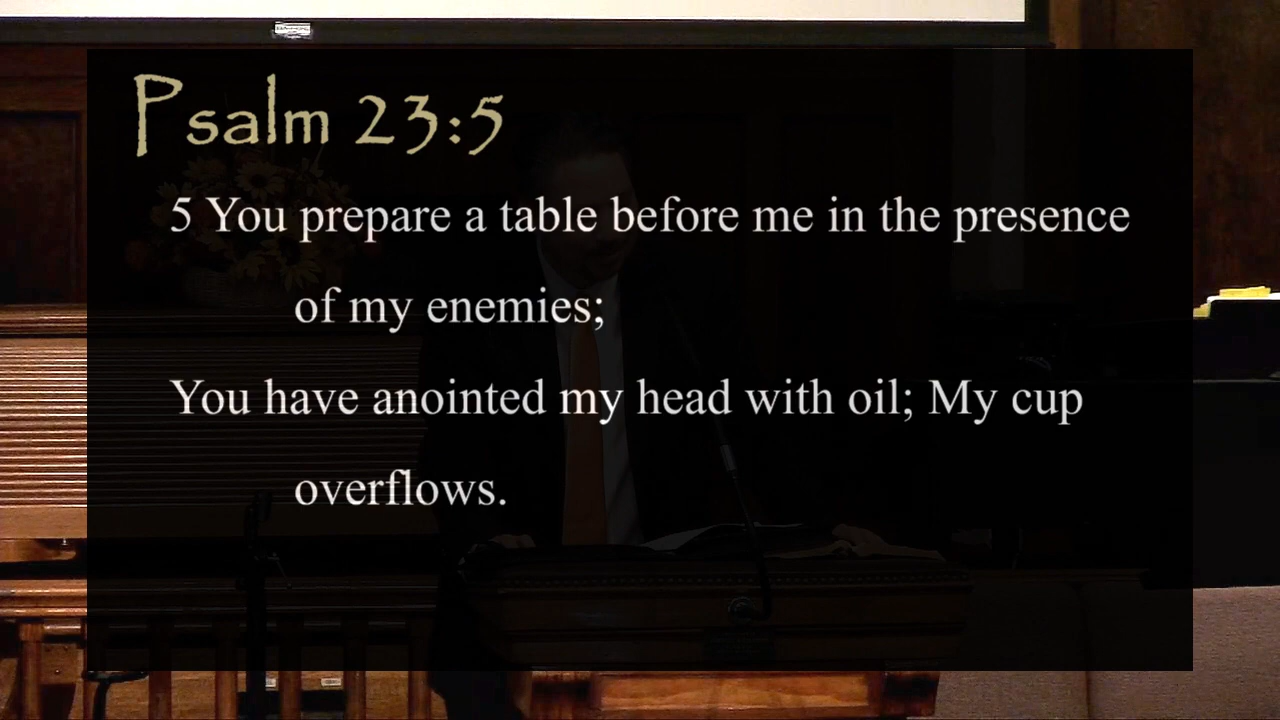 Psalm 23:5
5 You prepare a table before me in the presence
of my enemies;
You have anointed my head with oil; My cup
overflows.